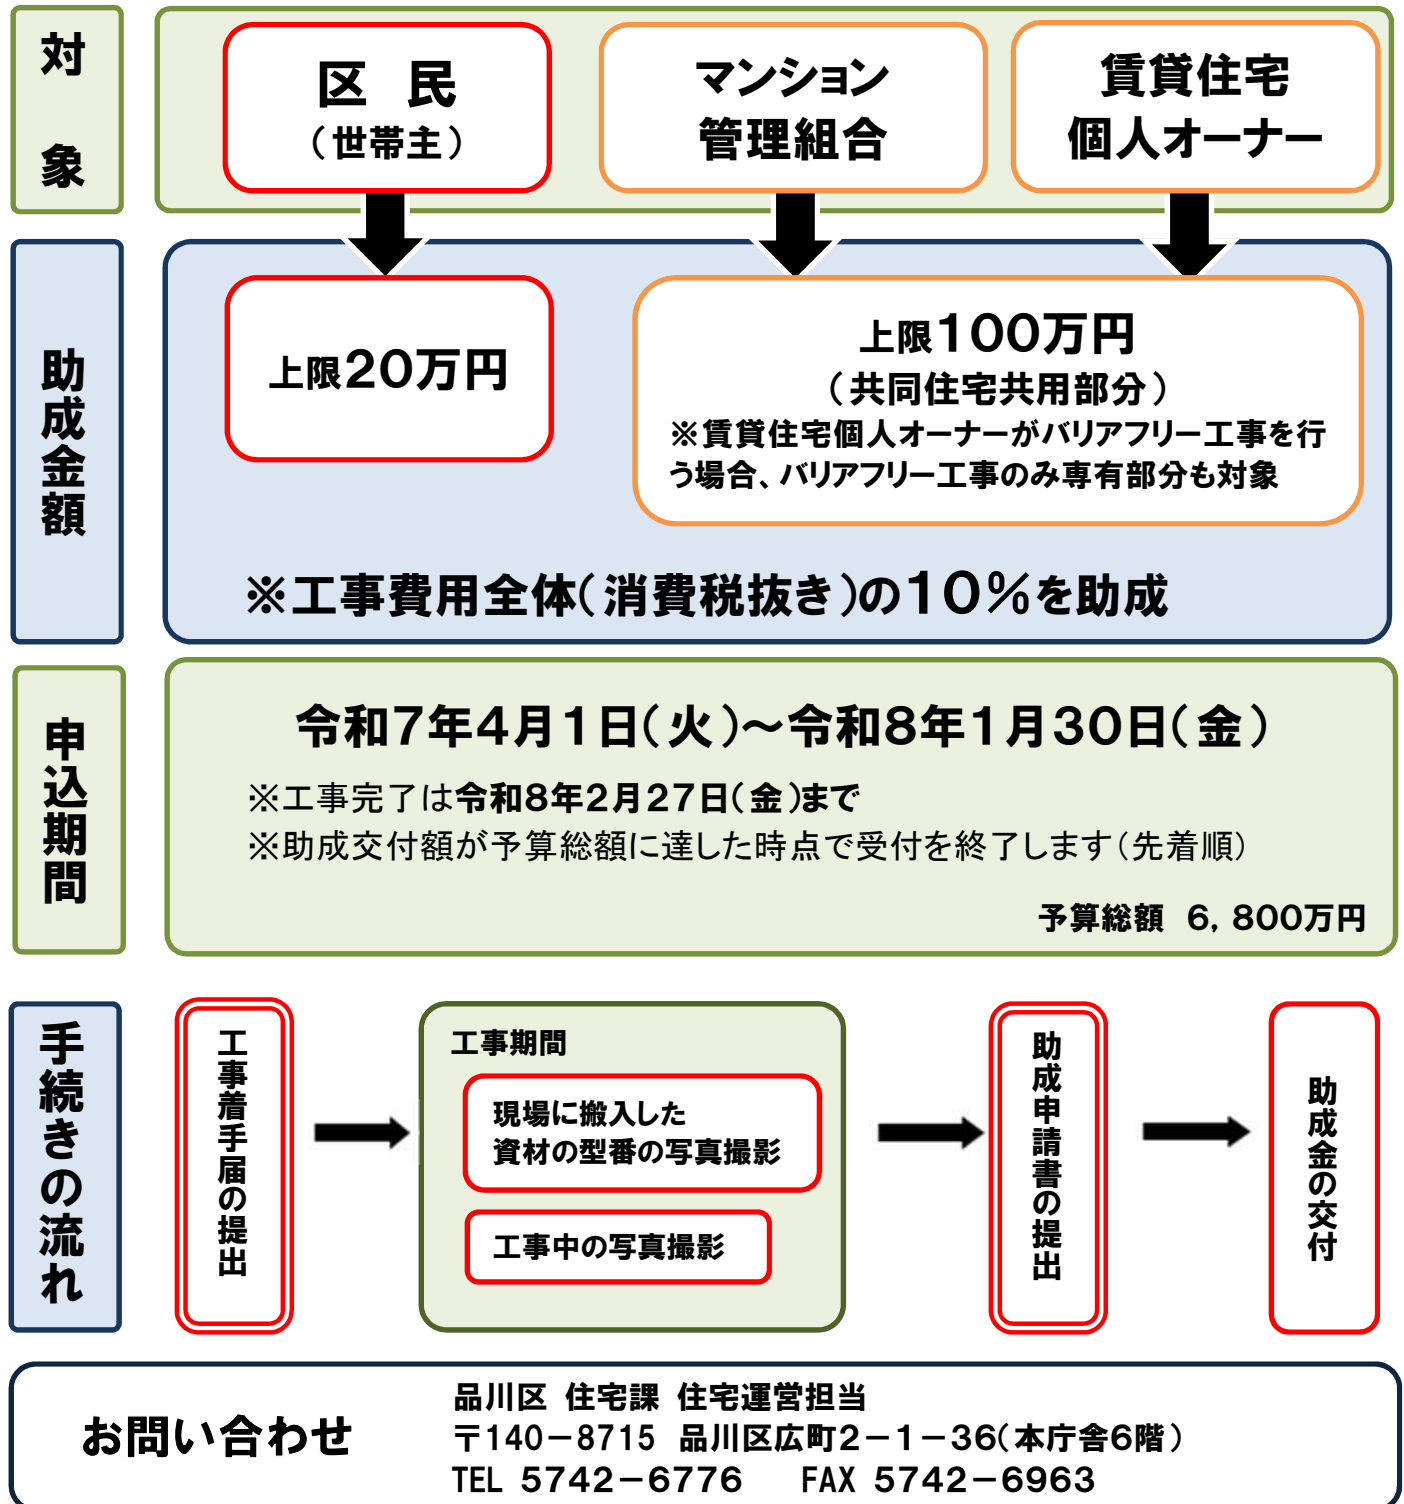 対象
区 民
（世帯主）
マンション
管理組合
賃貸住宅
個人オーナー
助成金額
上限20万円
上限100万円
（共同住宅共用部分）
※賃貸住宅個人オーナーがバリアフリー工事を行
う場合、バリアフリー工事のみ専有部分も対象
※工事費用全体（消費税抜き）の10％を助成
申込期間
令和7年4月1日（火）～令和8年1月30日（金）
※工事完了は令和8年2月27日（金）まで
※助成交付額が予算総額に達した時点で受付を終了します（先着順）
予算総額 6，800万円
手続きの流れ
工事着手届の提出
工事期間
現場に搬入した
資材の型番の写真撮影
工事中の写真撮影
助成申請書の提出
助成金の交付
お問い合わせ
品川区 住宅課 住宅運営担当
〒140－8715 品川区広町2－1－36（本庁舎6階）
TEL 5742－6776 FAX 5742－6963